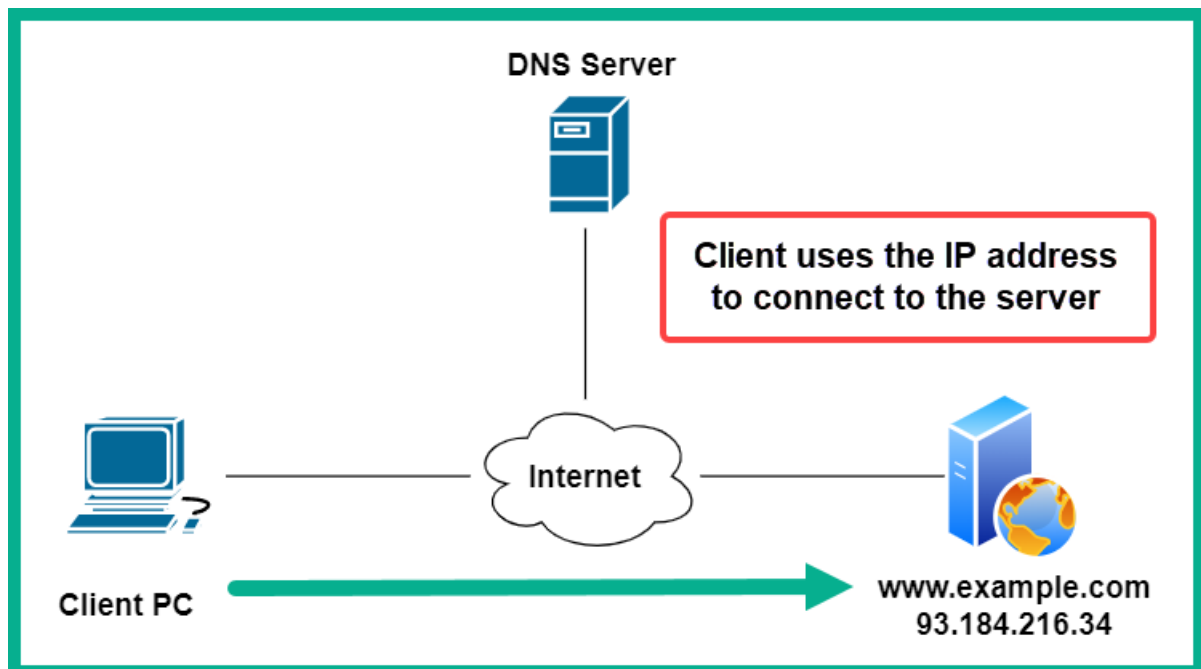 DNS Server
Client uses the IP address
to connect to the server
Internet
Client PC
www.example.com
93.184.216.34